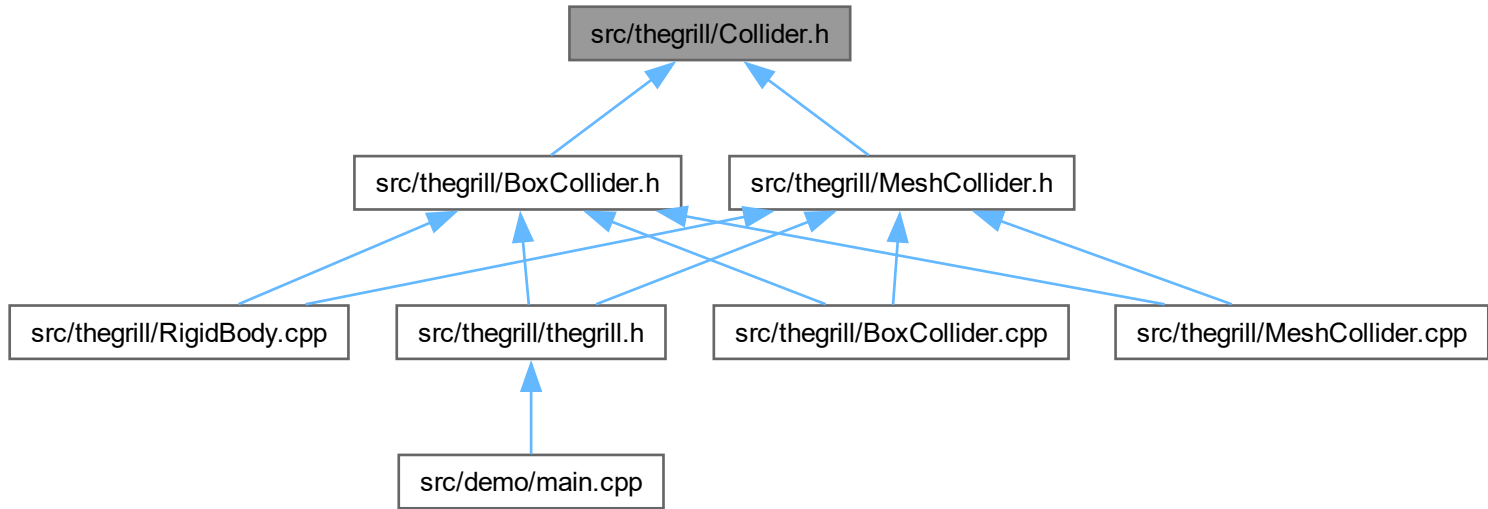 src/thegrill/Collider.h
src/thegrill/BoxCollider.h
src/thegrill/MeshCollider.h
src/thegrill/RigidBody.cpp
src/thegrill/thegrill.h
src/thegrill/BoxCollider.cpp
src/thegrill/MeshCollider.cpp
src/demo/main.cpp